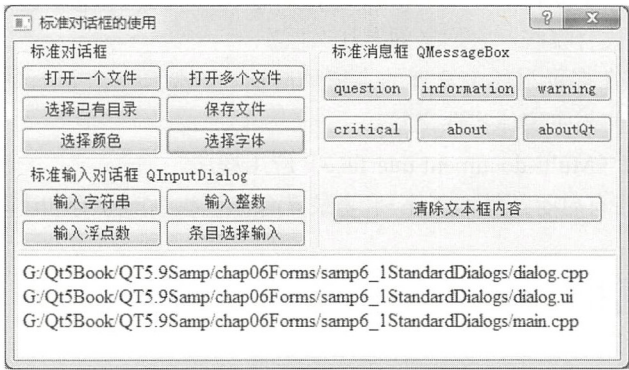 标准对话框的使用
标准对话框
打开一个文件 打开多个文件
选择已有目录 保存文件
选择颜色 选择字体
标准输入对话框 QInputDialog
输入字符串 输入整数
输入浮点数 条目选择输入
标准消息框 QMessageBox
question information warning
critical about aboutQt
清除文本框内容
G:/Qt5Book/QT5.9Samp/chap06Forms/samp6_1StandardDialogs/dialog.cpp
G:/Qt5Book/QT5.9Samp/chap06Forms/samp6_1StandardDialogs/dialog.ui
G:/Qt5Book/QT5.9Samp/chap06Forms/samp6_1StandardDialogs/main.cpp